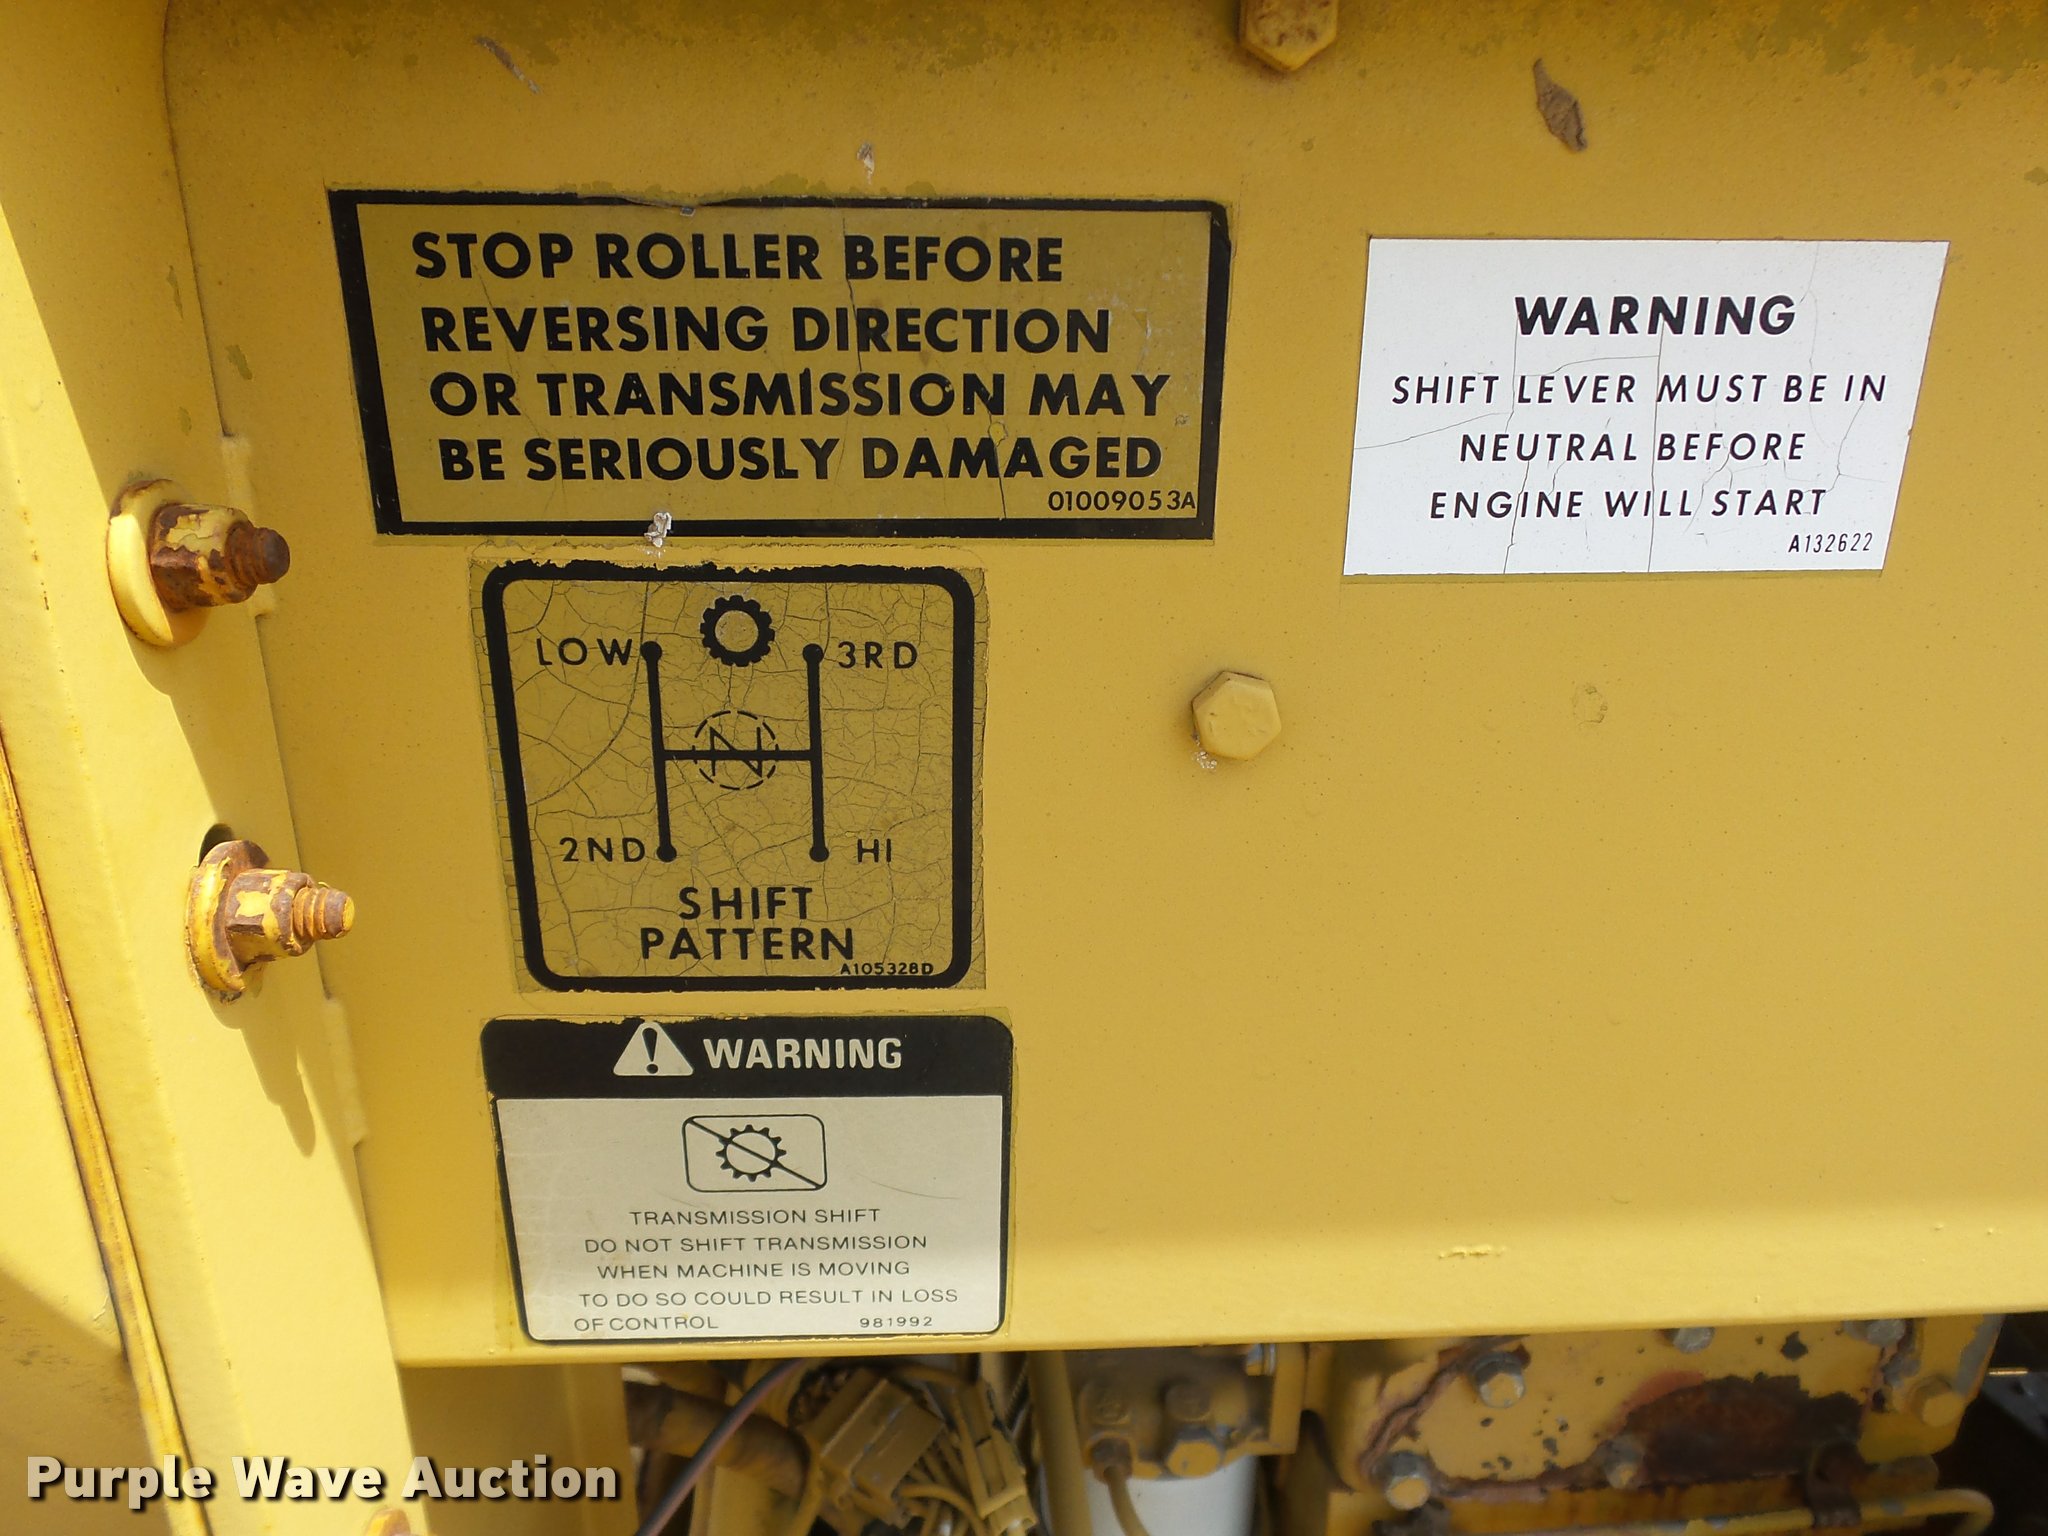 STOP ROLLER BEFORE
REVERSING DIRECTION
OR TRANSMISSION MAY
BE SERIOUSLY DAMAGED
01009053A
WARNING
SHIFT LEVER MUST BE IN
NEUTRAL BEFORE
ENGINE WILL START
A132622
LOW 3RD
N
2ND HI
SHIFT
PATTERN
A105328D
WARNING
TRANSMISSION SHIFT
DO NOT SHIFT TRANSMISSION
WHEN MACHINE IS MOVING
TO DO SO COULD RESULT IN LOSS
OF CONTROL 981992
Purple Wave Auction